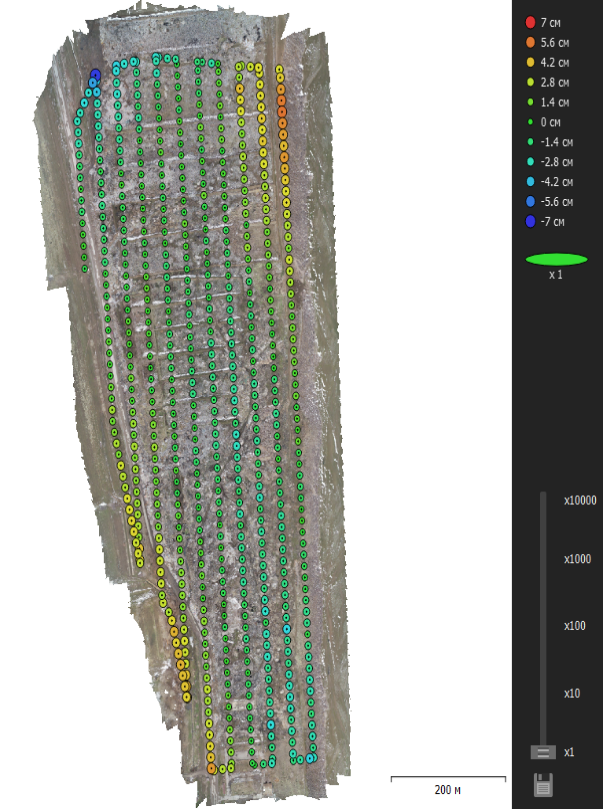 7 см
5.6 см
4.2 см
2.8 см
1.4 см
0 см
-1.4 см
-2.8 см
-4.2 см
-5.6 см
-7 см
x 1
x10000
x1000
x100
x10
x1
200 м